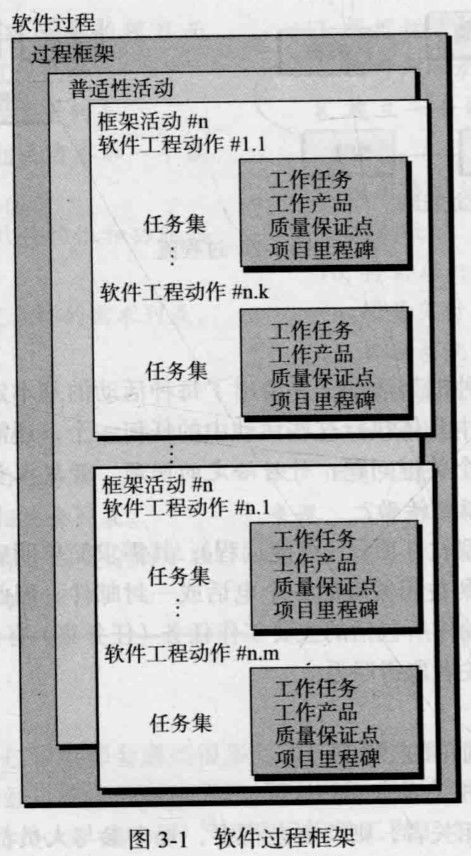 软件过程
过程框架
普适性活动
框架活动 #n
软件工程动作 #1.1
任务集
工作任务
工作产品
质量保证点
项目里程碑
⋮
软件工程动作 #n.k
任务集
工作任务
工作产品
质量保证点
项目里程碑
⋮
框架活动 #n
软件工程动作 #n.1
任务集
工作任务
工作产品
质量保证点
项目里程碑
⋮
软件工程动作 #n.m
任务集
工作任务
工作产品
质量保证点
项目里程碑
图 3-1 软件过程框架